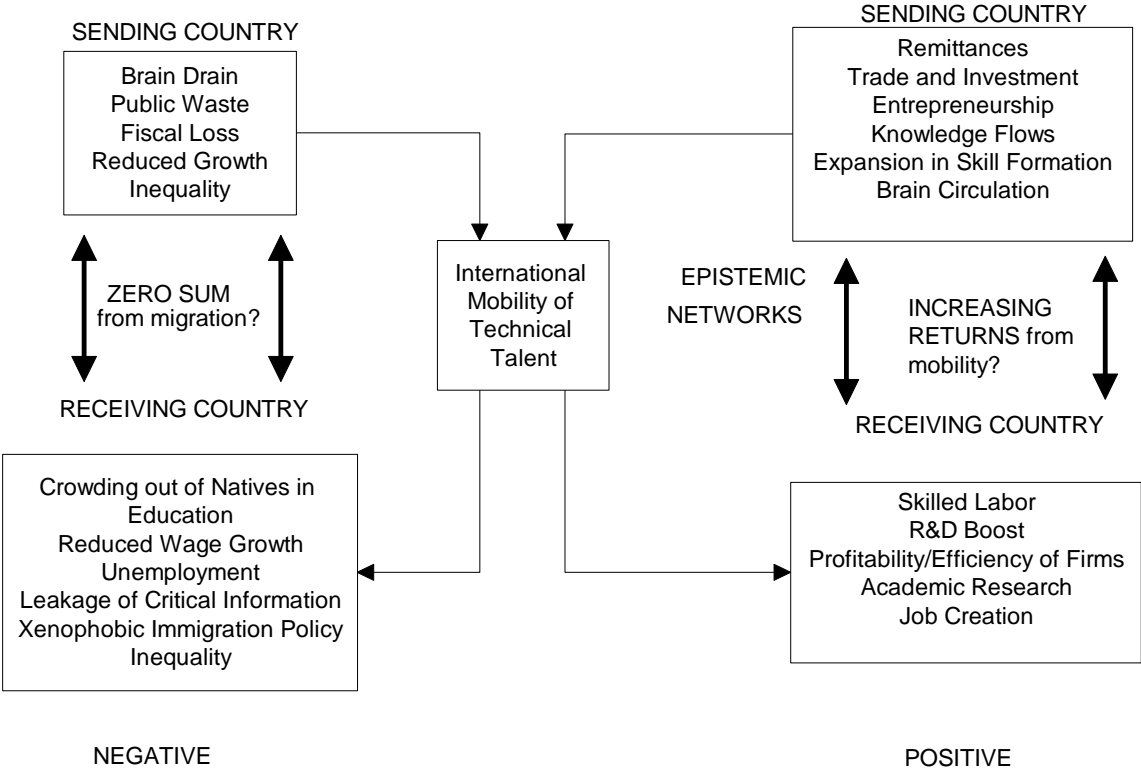 SENDING COUNTRY
Brain Drain
Public Waste
Fiscal Loss
Reduced Growth
Inequality
SENDING COUNTRY
Remittances
Trade and Investment
Entrepreneurship
Knowledge Flows
Expansion in Skill Formation
Brain Circulation
ZERO SUM
from migration?
International
Mobility of
Technical
Talent
EPISTEMIC
NETWORKS
INCREASING
RETURNS from
mobility?
RECEIVING COUNTRY
Crowding out of Natives in
Education
Reduced Wage Growth
Unemployment
Leakage of Critical Information
Xenophobic Immigration Policy
Inequality
RECEIVING COUNTRY
Skilled Labor
R&D Boost
Profitability/Efficiency of Firms
Academic Research
Job Creation
NEGATIVE
POSITIVE